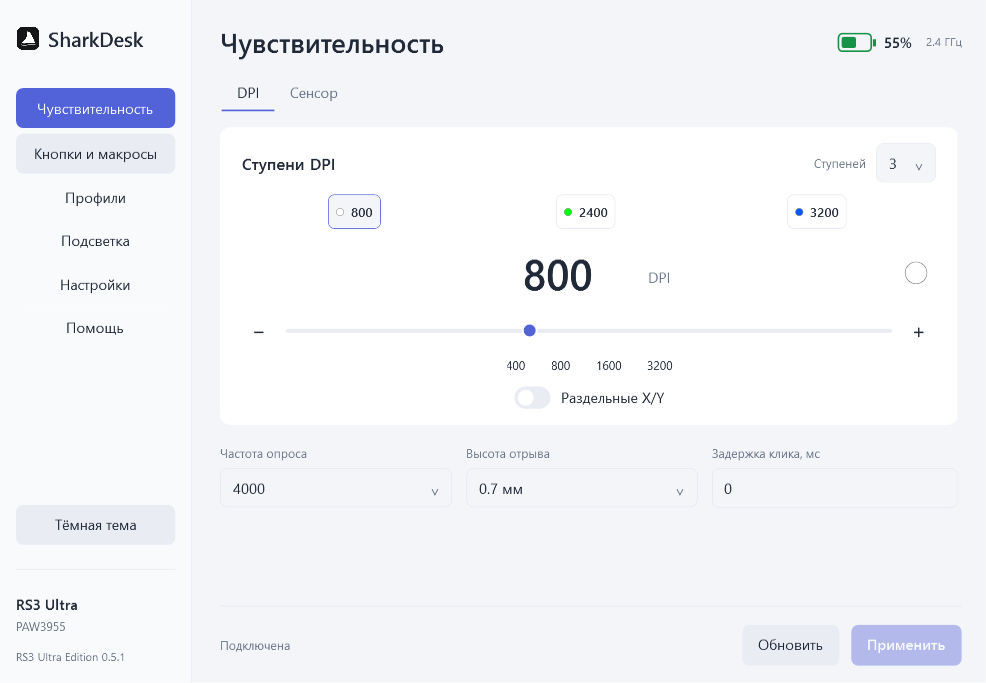 SharkDesk
Чувствительность
Кнопки и макросы
Профили
Подсветка
Настройки
Помощь
Тёмная тема
RS3 Ultra
PAW3955
RS3 Ultra Edition 0.5.1
Чувствительность
55% 2.4 ГГц
DPI Сенсор
Ступени DPI
Ступеней 3
800 2400 3200
800 DPI
− +
400 800 1600 3200
Раздельные X/Y
Частота опроса Высота отрыва Задержка клика, мс
4000 0.7 мм 0
Подключена Обновить Применить